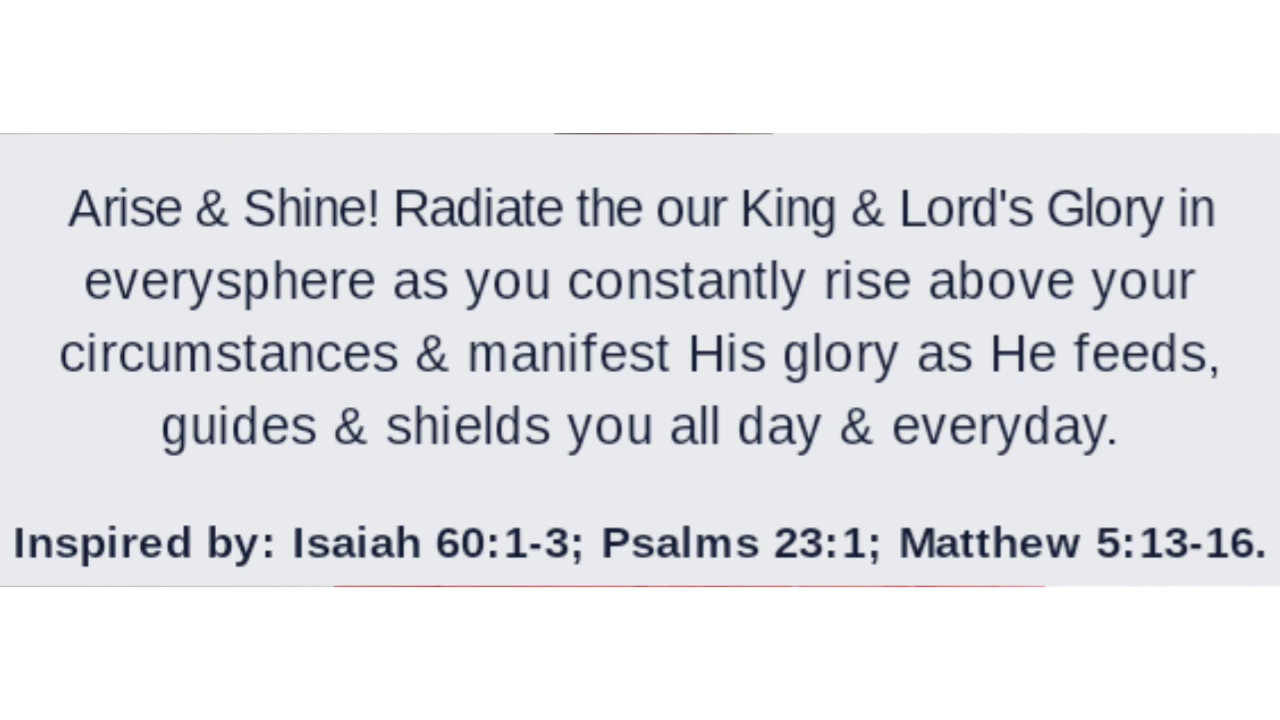 Arise & Shine! Radiate the our King & Lord's Glory in
everysphere as you constantly rise above your
circumstances & manifest His glory as He feeds,
guides & shields you all day & everyday.
Inspired by: Isaiah 60:1-3; Psalms 23:1; Matthew 5:13-16.